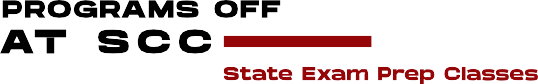 PROGRAMS OFF
AT SCC
State Exam Prep Classes